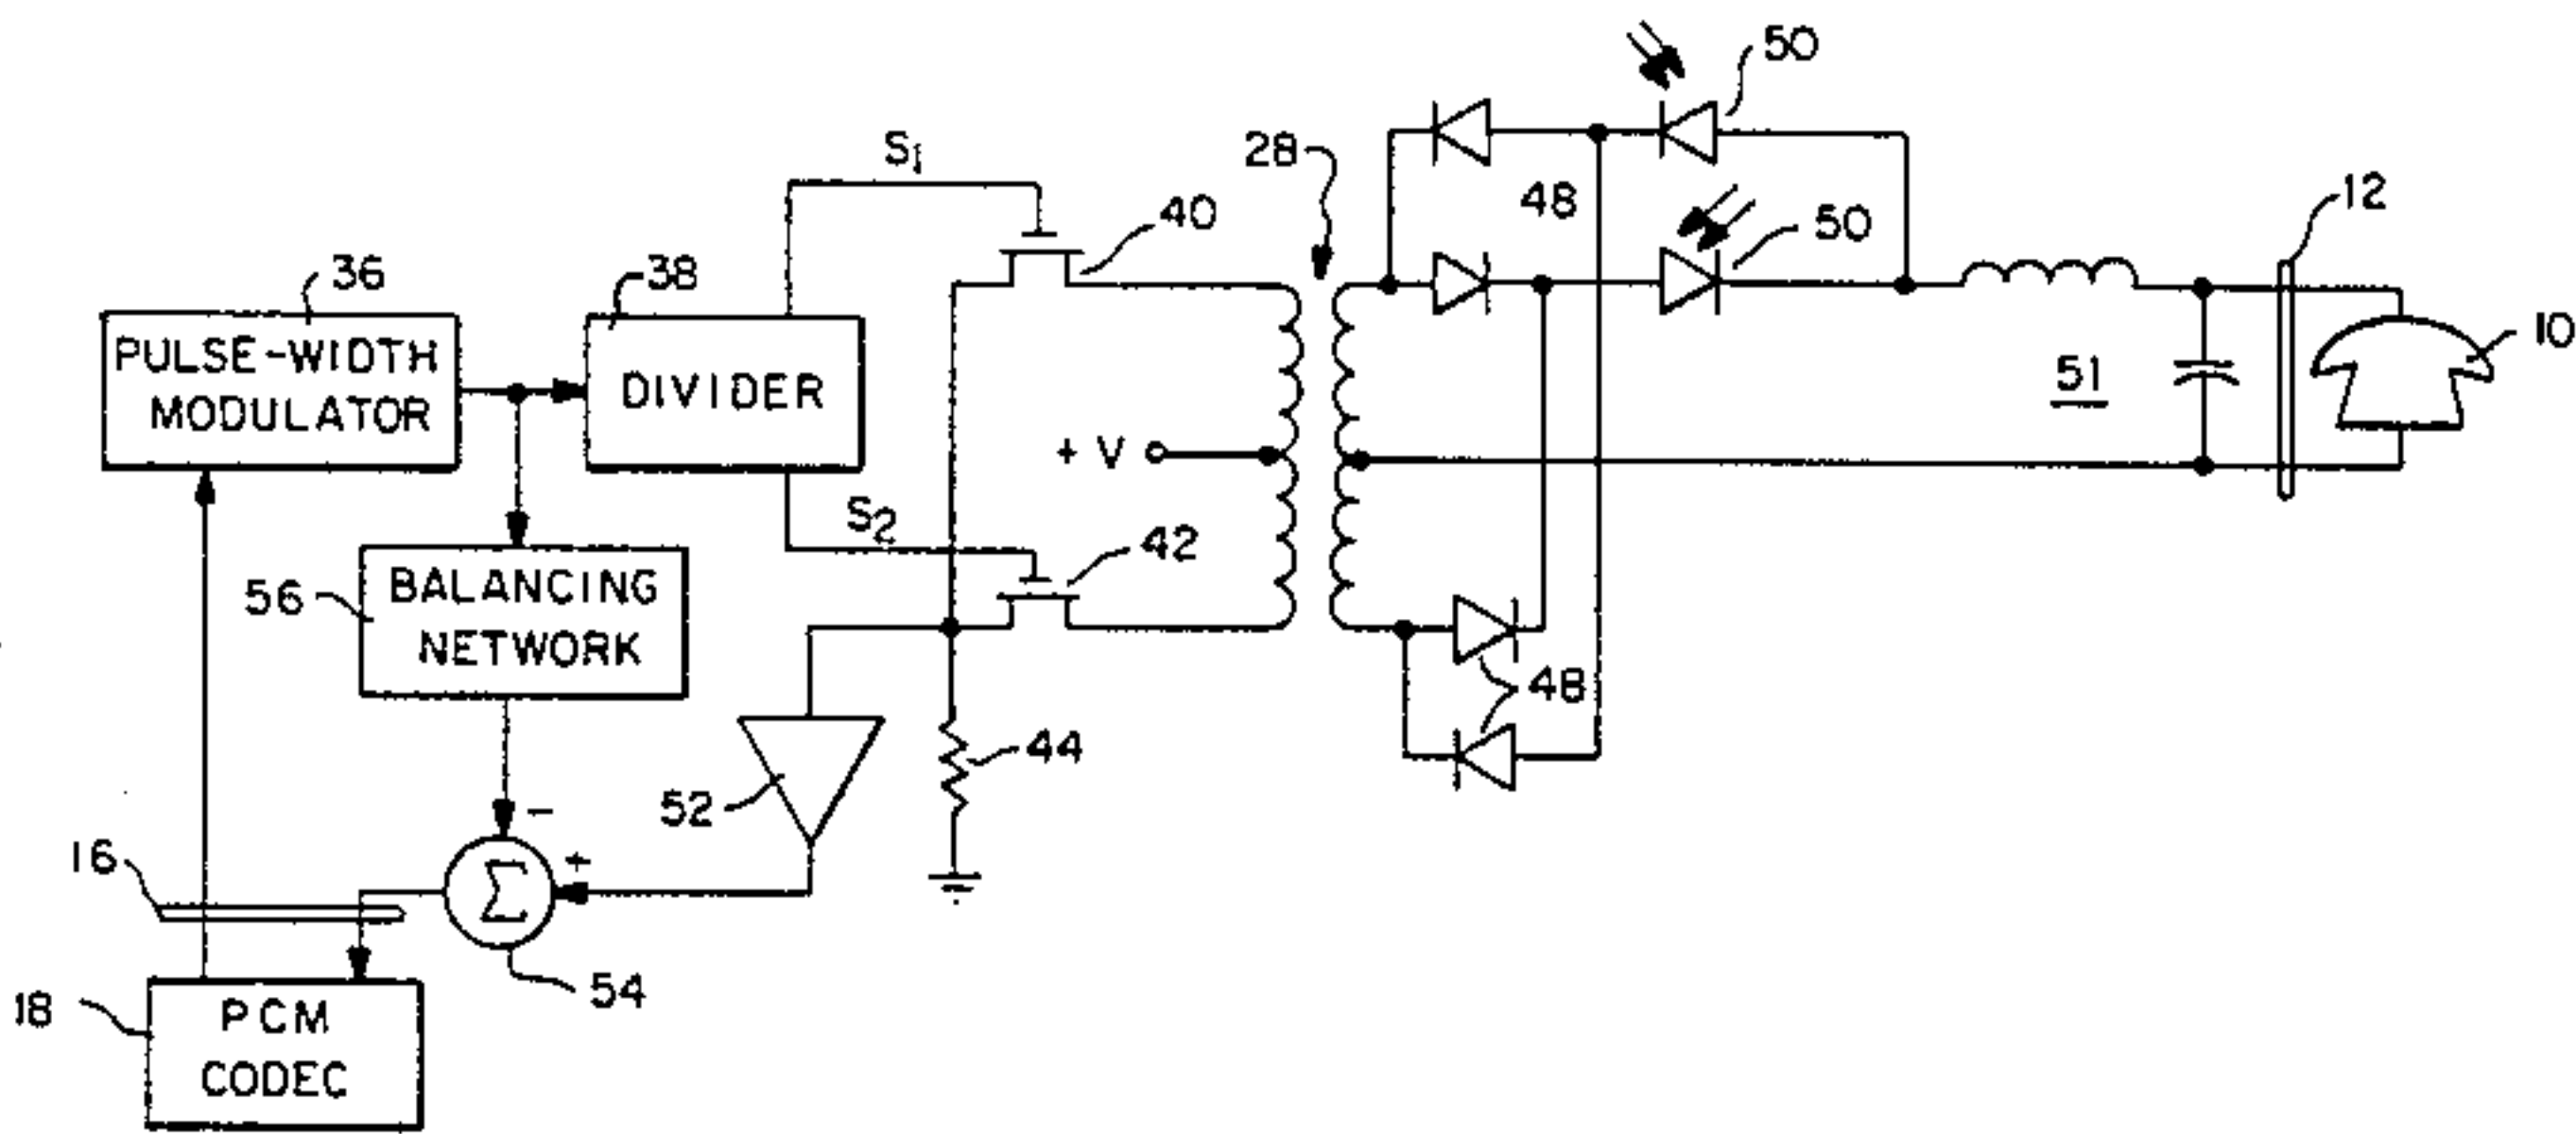 50
S1
28
48
12
40
50
36
38
PULSE-WIDTH
MODULATOR
DIVIDER
10
51
+ V
S2
42
56
BALANCING
NETWORK
48
44
52
-
16
+
Σ
54
18
PCM
CODEC